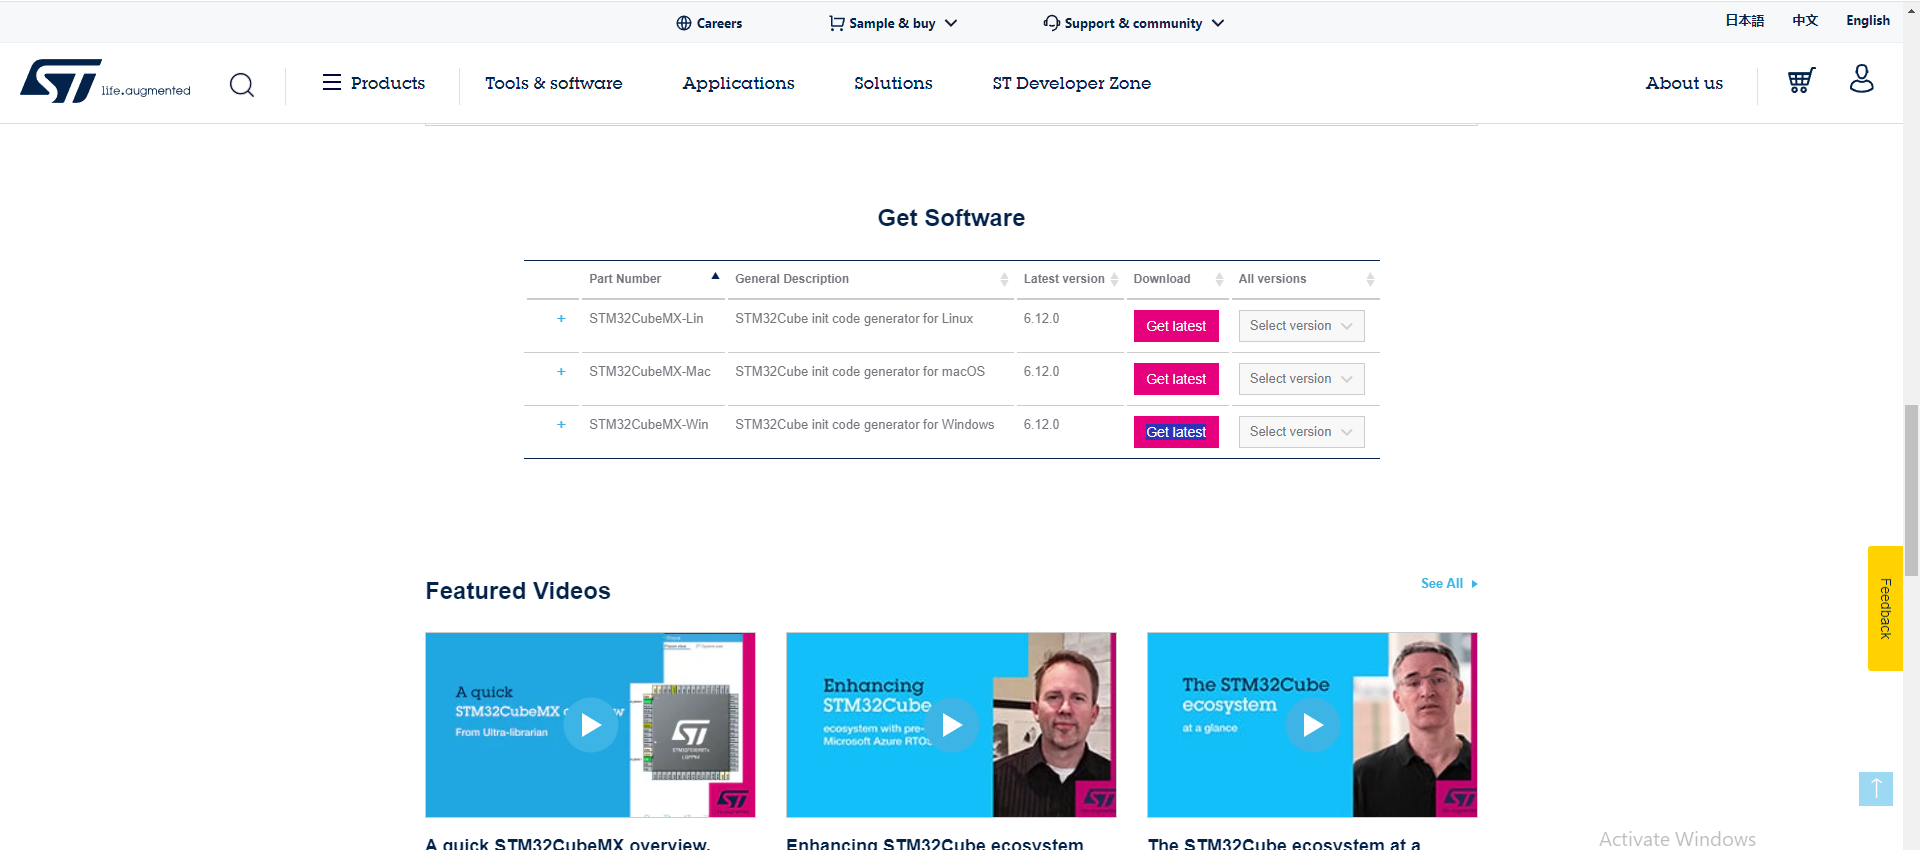 Careers
Sample & buy
Support & community
日本語 中文 English
ST life.augmented
Products
Tools & software
Applications
Solutions
ST Developer Zone
About us
Get Software
Part Number General Description Latest version Download All versions
+ STM32CubeMX-Lin STM32Cube init code generator for Linux 6.12.0 Get latest Select version
+ STM32CubeMX-Mac STM32Cube init code generator for macOS 6.12.0 Get latest Select version
+ STM32CubeMX-Win STM32Cube init code generator for Windows 6.12.0 Get latest Select version
Feedback
Featured Videos
See All
A quick
STM32CubeMX
From Ultra-librarian
ST
Enhancing
STM32Cube
ecosystem with pre-
Microsoft Azure RTOS
ST
The STM32Cube
ecosystem
at a glance
ST
A quick STM32CubeMX overview,
Enhancing STM32Cube ecosystem
The STM32Cube ecosystem at a
Activate Windows